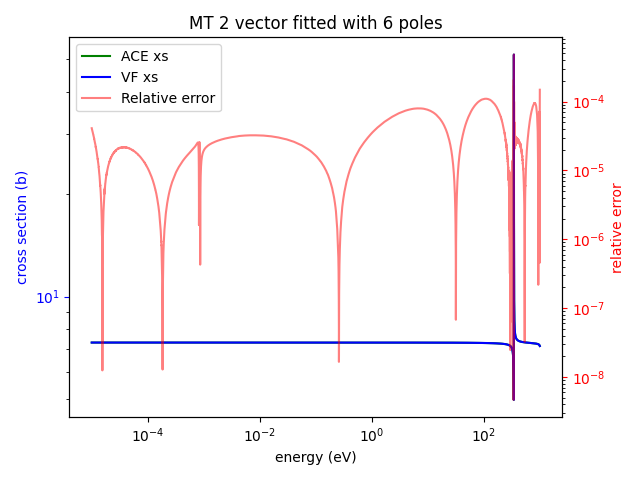 MT 2 vector fitted with 6 poles
ACE xs
VF xs
Relative error
cross section (b)
10¹
relative error
10⁻⁴
10⁻⁵
10⁻⁶
10⁻⁷
10⁻⁸
10⁻⁴ 10⁻² 10⁰ 10²
energy (eV)